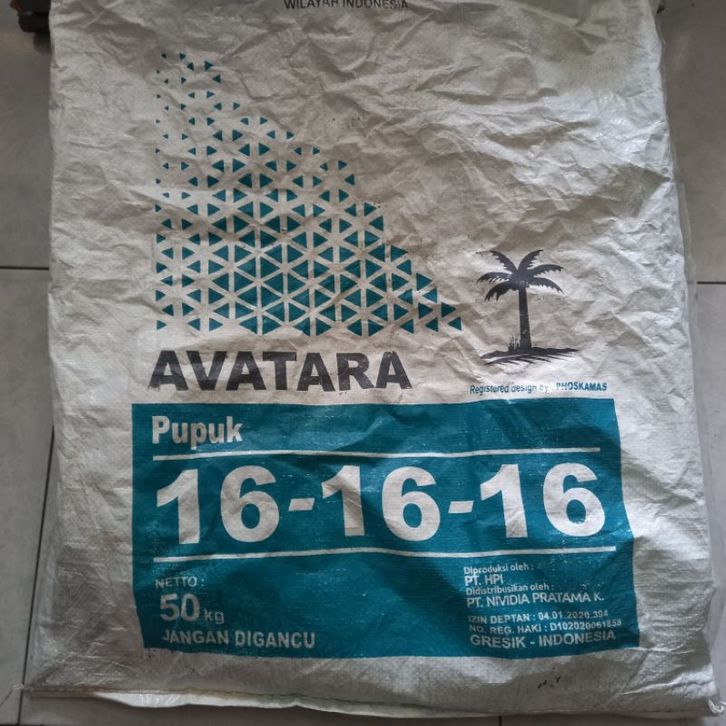 WILAYAH INDONESIA
AVATARA
Registered design by : PHOSKAMAS
Pupuk
16-16-16
NETTO :
50 kg
JANGAN DIGANCU
Diproduksi oleh :
PT. HPI
Didistribusikan oleh :
PT. NIVIDIA PRATAMA K.
IZIN DEPTAN : 04.01.2020.394
NO. REG. HAKI : D102020061858
GRESIK - INDONESIA